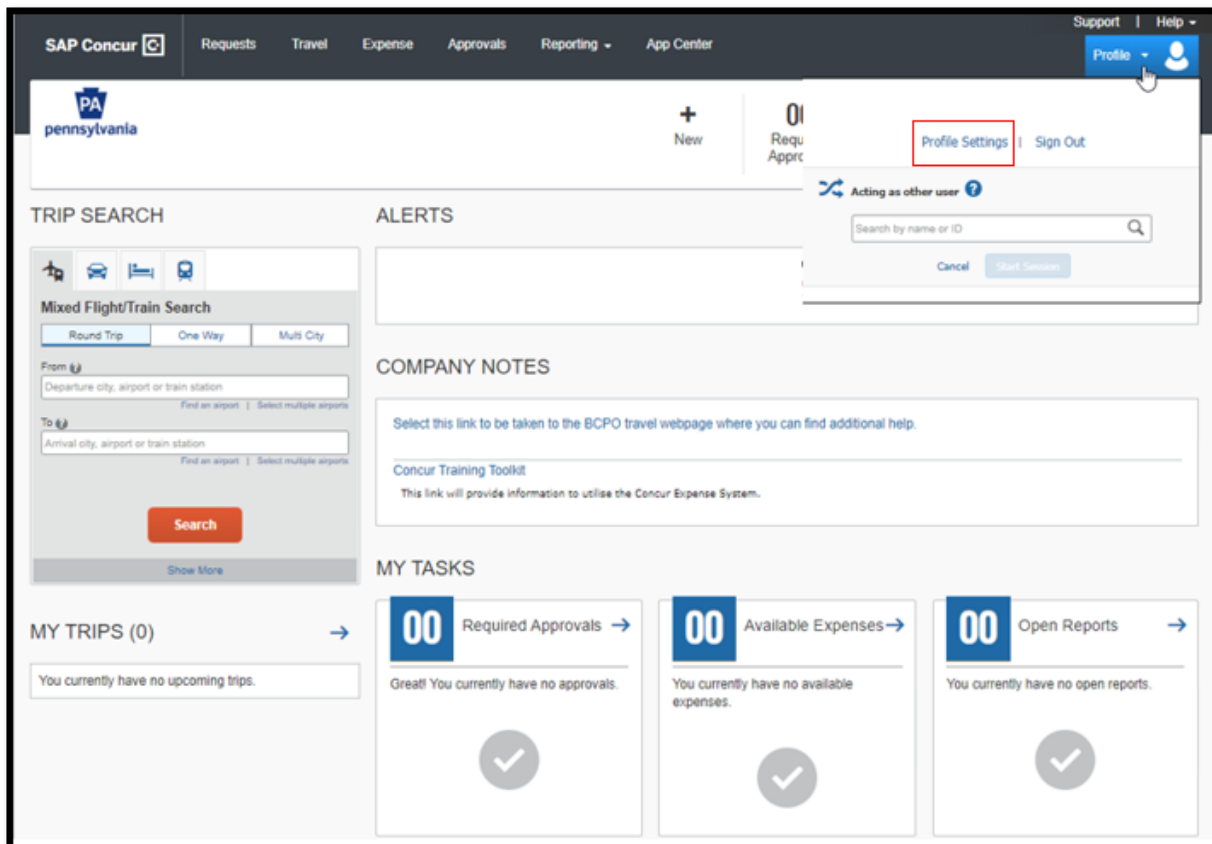 Support | Help
SAP Concur C
Requests
Travel
Expense
Approvals
Reporting
App Center
Profile
PA
pennsylvania
+
New
00
Requ
Appro
Profile Settings | Sign Out
Acting as other user ?
Search by name or ID
Cancel
Start Session
TRIP SEARCH
Mixed Flight/Train Search
Round Trip
One Way
Multi City
From ?
Departure city, airport or train station
Find an airport | Select multiple airports
To ?
Arrival city, airport or train station
Find an airport | Select multiple airports
Search
Show More
MY TRIPS (0)
You currently have no upcoming trips.
ALERTS
COMPANY NOTES
Select this link to be taken to the BCPO travel webpage where you can find additional help.
Concur Training Toolkit
This link will provide information to utilise the Concur Expense System.
MY TASKS
00
Required Approvals
Great! You currently have no approvals.
00
Available Expenses
You currently have no available
expenses.
00
Open Reports
You currently have no open reports.